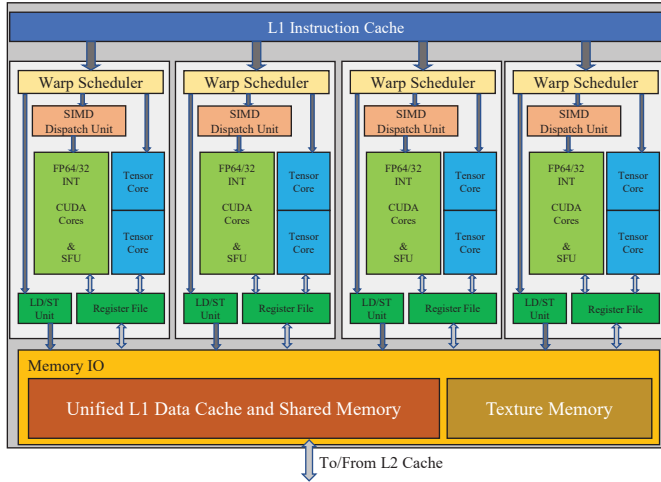 L1 Instruction Cache
Warp Scheduler
SIMD
Dispatch Unit
FP64/32
INT
CUDA
Cores
&
SFU
Tensor
Core
Tensor
Core
LD/ST
Unit
Register File
Warp Scheduler
SIMD
Dispatch Unit
FP64/32
INT
CUDA
Cores
&
SFU
Tensor
Core
Tensor
Core
LD/ST
Unit
Register File
Warp Scheduler
SIMD
Dispatch Unit
FP64/32
INT
CUDA
Cores
&
SFU
Tensor
Core
Tensor
Core
LD/ST
Unit
Register File
Warp Scheduler
SIMD
Dispatch Unit
FP64/32
INT
CUDA
Cores
&
SFU
Tensor
Core
Tensor
Core
LD/ST
Unit
Register File
Memory IO
Unified L1 Data Cache and Shared Memory
Texture Memory
To/From L2 Cache